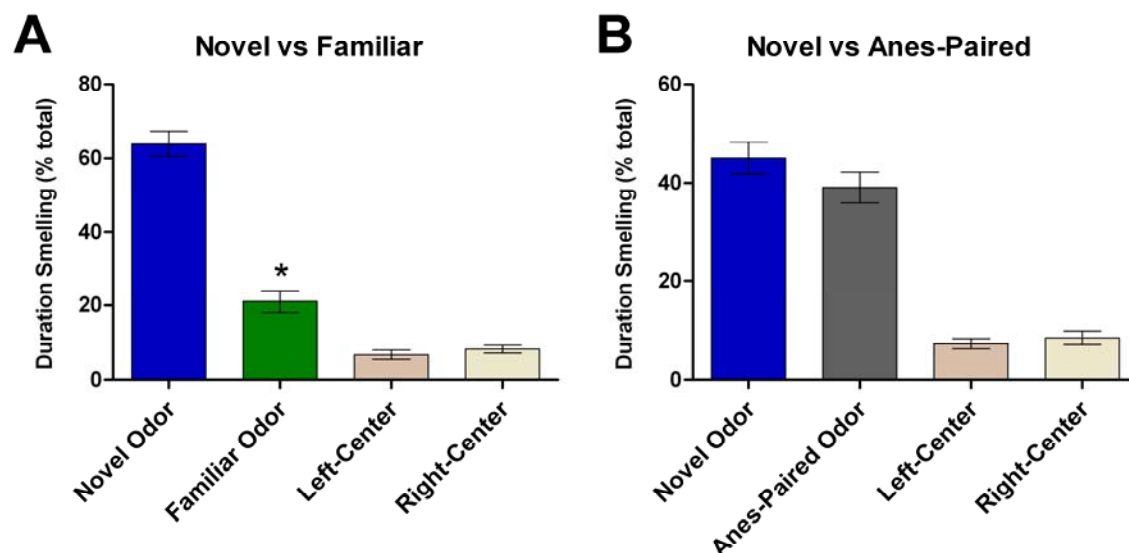 A
Novel vs Familiar
Duration Smelling (% total)
80
60
40
20
0
*
Novel Odor
Familiar Odor
Left-Center
Right-Center
B
Novel vs Anes-Paired
Duration Smelling (% total)
60
40
20
0
Novel Odor
Anes-Paired Odor
Left-Center
Right-Center